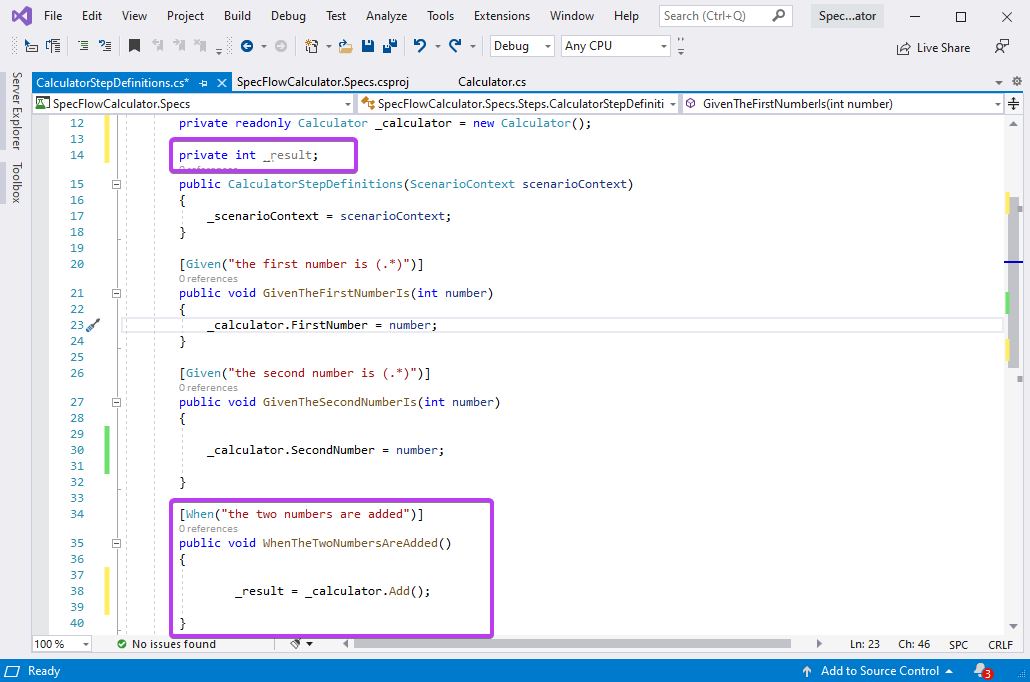 File Edit View Project Build Debug Test Analyze Tools Extensions Window Help Search (Ctrl+Q) Spec...ator
Debug Any CPU Live Share
CalculatorStepDefinitions.cs* SpecFlowCalculator.Specs.csproj Calculator.cs
SpecFlowCalculator.Specs SpecFlowCalculator.Specs.Steps.CalculatorStepDefiniti GivenTheFirstNumberIs(int number)
Server Explorer
Toolbox
12 private readonly Calculator _calculator = new Calculator();
13
14 private int _result;
0 references
15 public CalculatorStepDefinitions(ScenarioContext scenarioContext)
16 {
17 _scenarioContext = scenarioContext;
18 }
19
20 [Given("the first number is (.*)")]
0 references
21 public void GivenTheFirstNumberIs(int number)
22 {
23 _calculator.FirstNumber = number;
24 }
25
26 [Given("the second number is (.*)")]
0 references
27 public void GivenTheSecondNumberIs(int number)
28 {
29
30 _calculator.SecondNumber = number;
31
32 }
33
34 [When("the two numbers are added")]
0 references
35 public void WhenTheTwoNumbersAreAdded()
36 {
37
38 _result = _calculator.Add();
39
40 }
100 % No issues found Ln: 23 Ch: 46 SPC CRLF
Ready Add to Source Control 3